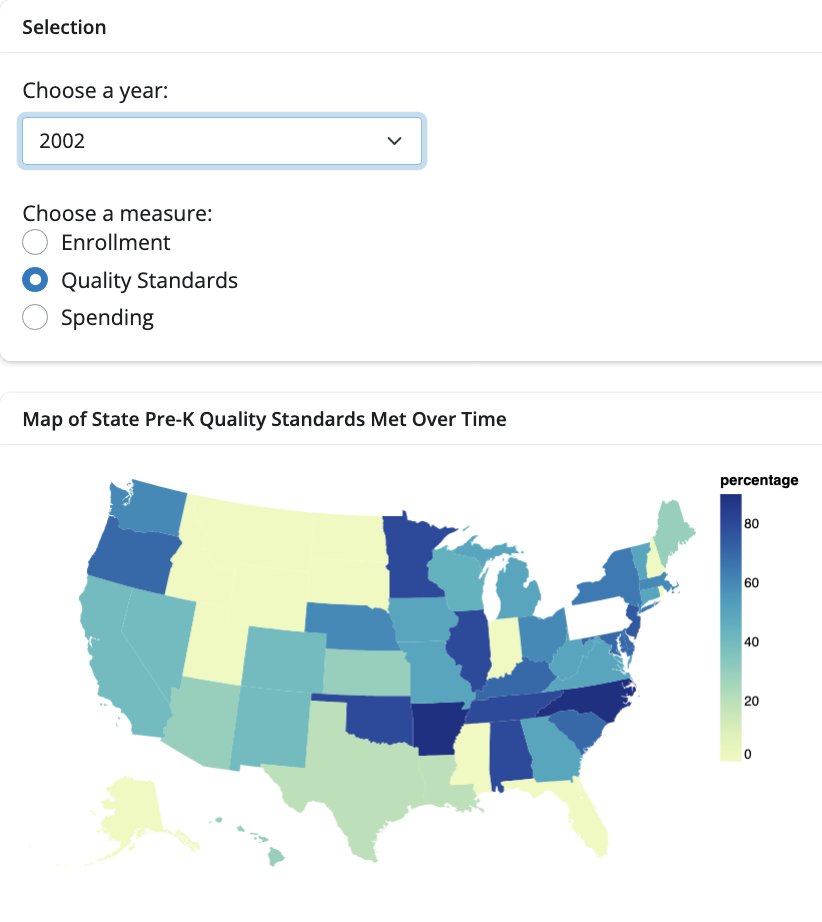 Selection
Choose a year:
2002
Choose a measure:
Enrollment
Quality Standards
Spending
Map of State Pre-K Quality Standards Met Over Time
percentage
80
60
40
20
0